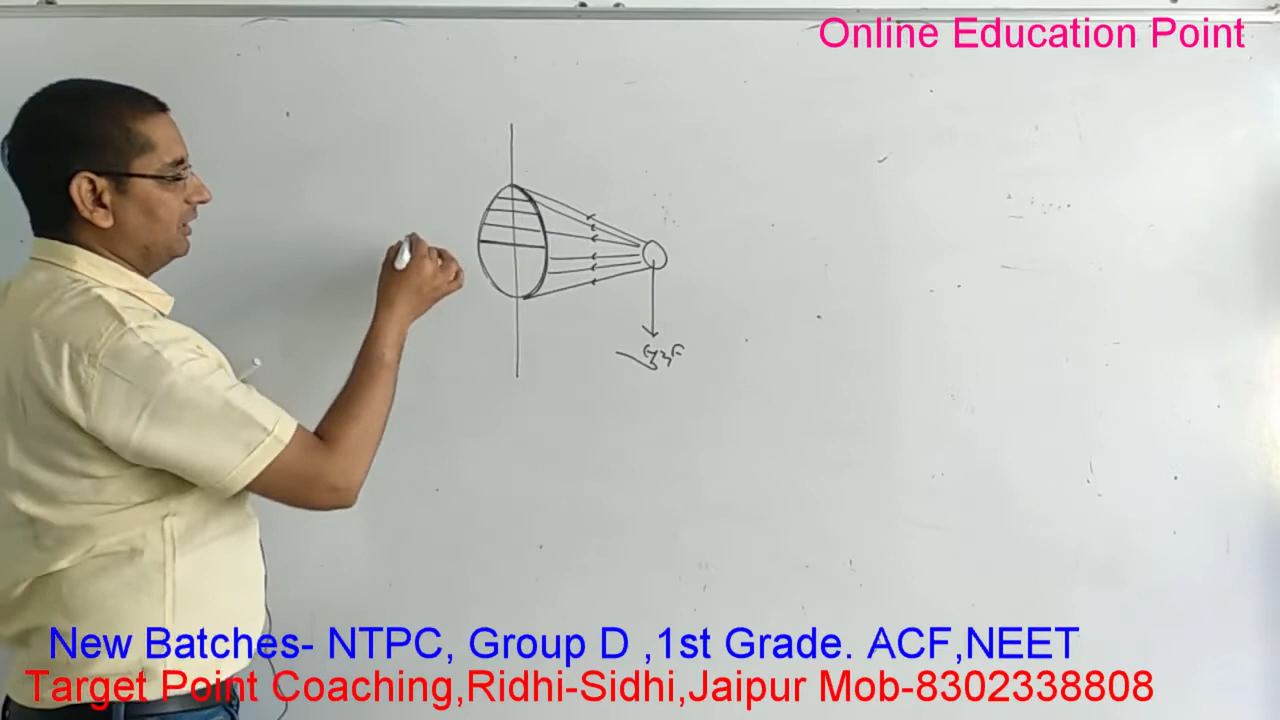 Online Education Point
New Batches- NTPC, Group D ,1st Grade. ACF,NEET
Target Point Coaching,Ridhi-Sidhi,Jaipur Mob-8302338808